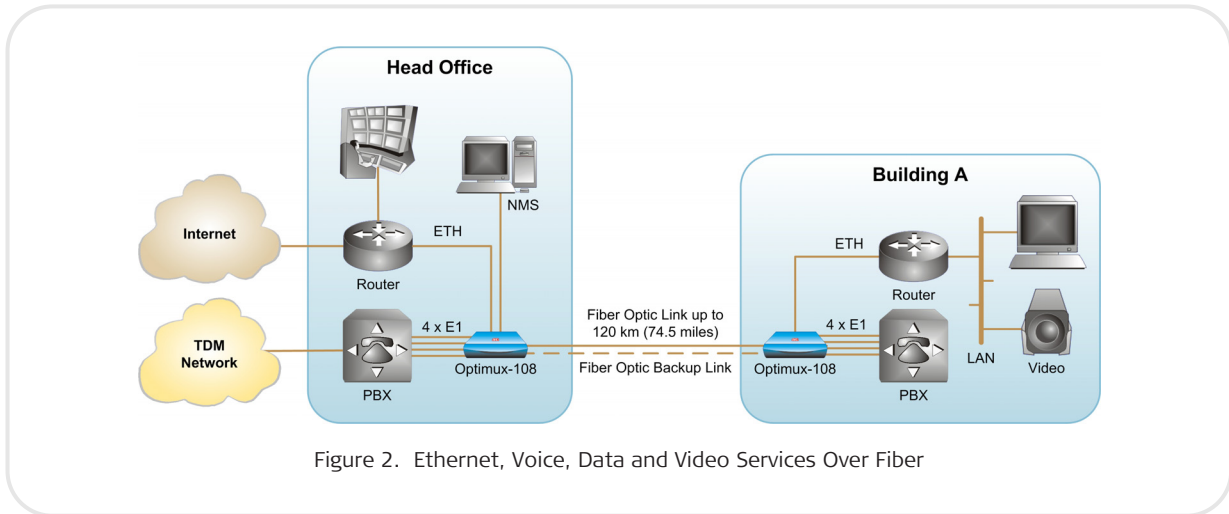 Head Office
NMS
Internet
ETH
Router
TDM
Network
4 x E1
PBX
Optimux-108
Fiber Optic Link up to
120 km (74.5 miles)
Fiber Optic Backup Link
Building A
ETH
Router
4 x E1
Optimux-108
PBX
LAN
Video
Figure 2. Ethernet, Voice, Data and Video Services Over Fiber